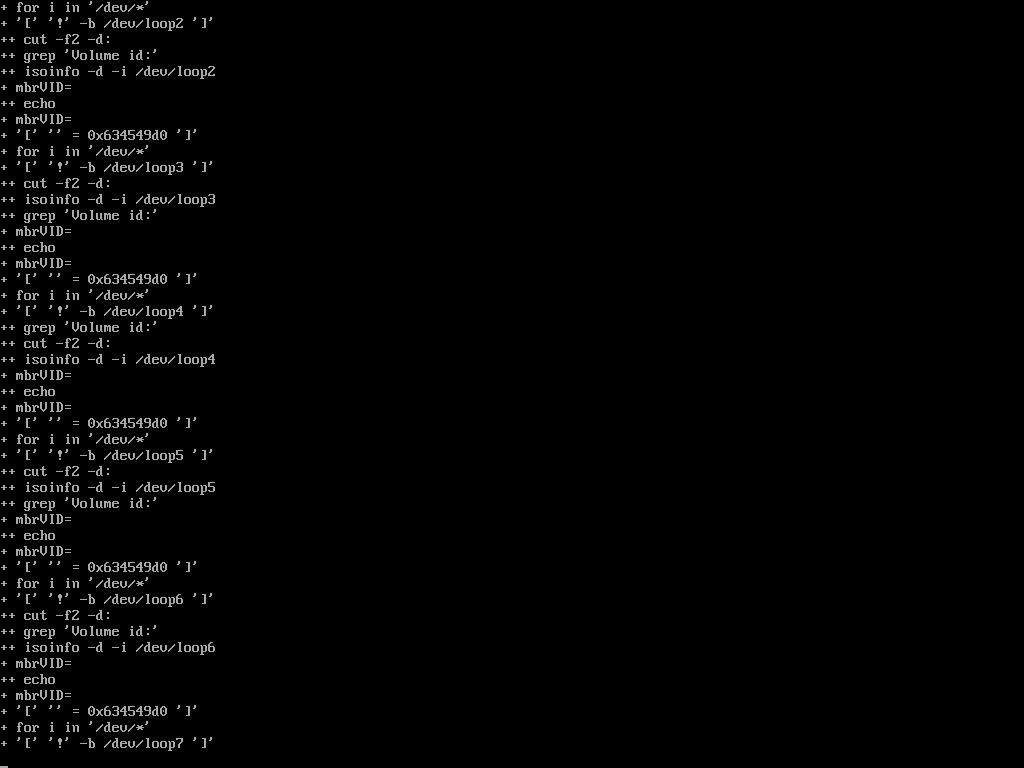 + for i in '/dev/*'
+ '[' '!' -b /dev/loop2 ']'
++ cut -f2 -d:
++ grep 'Volume id:'
++ isoinfo -d -i /dev/loop2
+ mbrVID=
++ echo
+ mbrVID=
+ '[' '' = 0x634549d0 ']'
+ for i in '/dev/*'
+ '[' '!' -b /dev/loop3 ']'
++ cut -f2 -d:
++ isoinfo -d -i /dev/loop3
++ grep 'Volume id:'
+ mbrVID=
++ echo
+ mbrVID=
+ '[' '' = 0x634549d0 ']'
+ for i in '/dev/*'
+ '[' '!' -b /dev/loop4 ']'
++ grep 'Volume id:'
++ cut -f2 -d:
++ isoinfo -d -i /dev/loop4
+ mbrVID=
++ echo
+ mbrVID=
+ '[' '' = 0x634549d0 ']'
+ for i in '/dev/*'
+ '[' '!' -b /dev/loop5 ']'
++ cut -f2 -d:
++ isoinfo -d -i /dev/loop5
++ grep 'Volume id:'
+ mbrVID=
++ echo
+ mbrVID=
+ '[' '' = 0x634549d0 ']'
+ for i in '/dev/*'
+ '[' '!' -b /dev/loop6 ']'
++ cut -f2 -d:
++ grep 'Volume id:'
++ isoinfo -d -i /dev/loop6
+ mbrVID=
++ echo
+ mbrVID=
+ '[' '' = 0x634549d0 ']'
+ for i in '/dev/*'
+ '[' '!' -b /dev/loop7 ']'